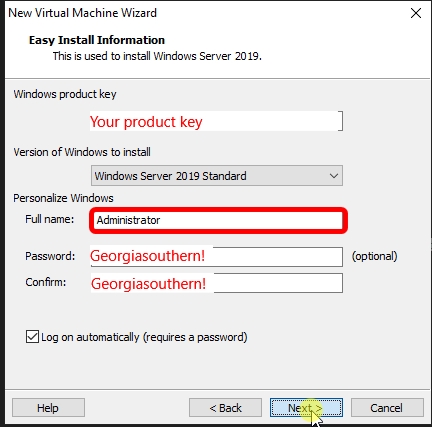 New Virtual Machine Wizard
Easy Install Information
This is used to install Windows Server 2019.
Windows product key
Your product key
Version of Windows to install
Windows Server 2019 Standard
Personalize Windows
Full name: Administrator
Password: Georgiasouthern! (optional)
Confirm: Georgiasouthern!
Log on automatically (requires a password)
Help < Back Next > Cancel